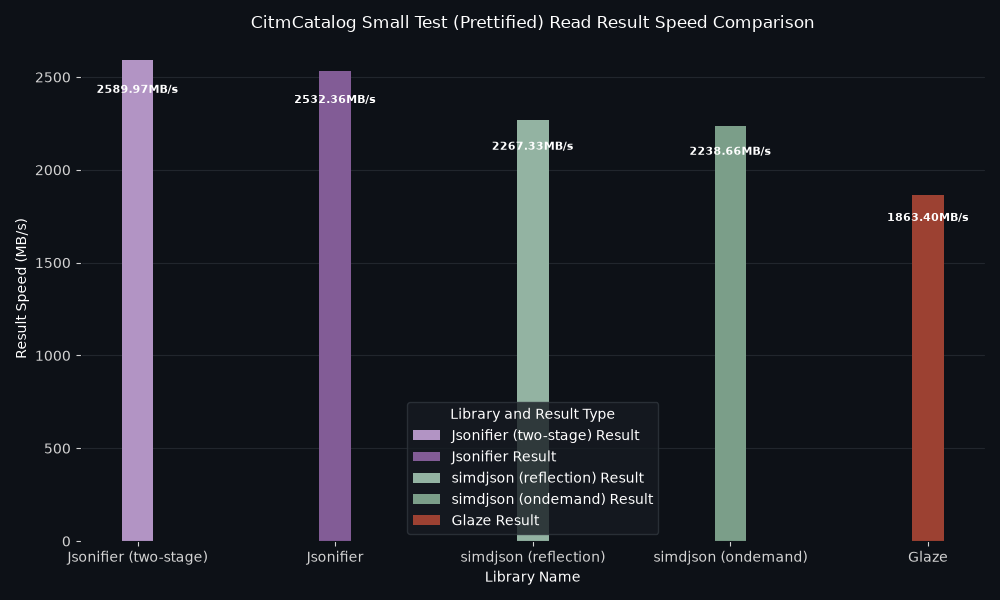 CitmCatalog Small Test (Prettified) Read Result Speed Comparison
2500
2000
1500
1000
500
0
Result Speed (MB/s)
2589.97MB/s
2532.36MB/s
2267.33MB/s
2238.66MB/s
1863.40MB/s
Library and Result Type
Jsonifier (two-stage) Result
Jsonifier Result
simdjson (reflection) Result
simdjson (ondemand) Result
Glaze Result
Jsonifier (two-stage)
Jsonifier
simdjson (reflection)
simdjson (ondemand)
Glaze
Library Name